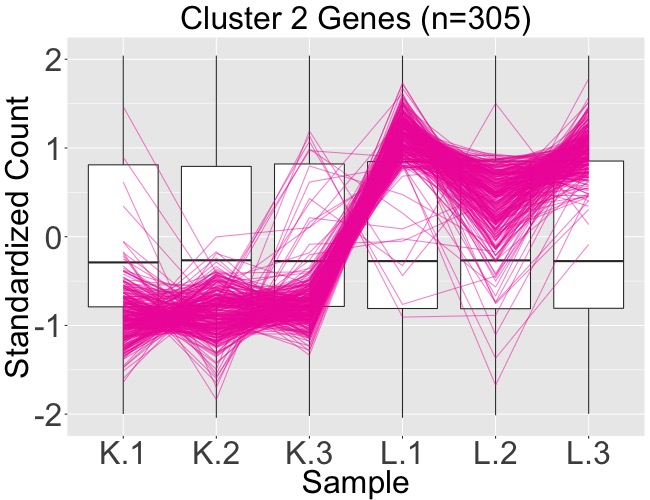 Cluster 2 Genes (n=305)
Standardized Count
2
1
0
-1
-2
K.1 K.2 K.3 L.1 L.2 L.3
Sample